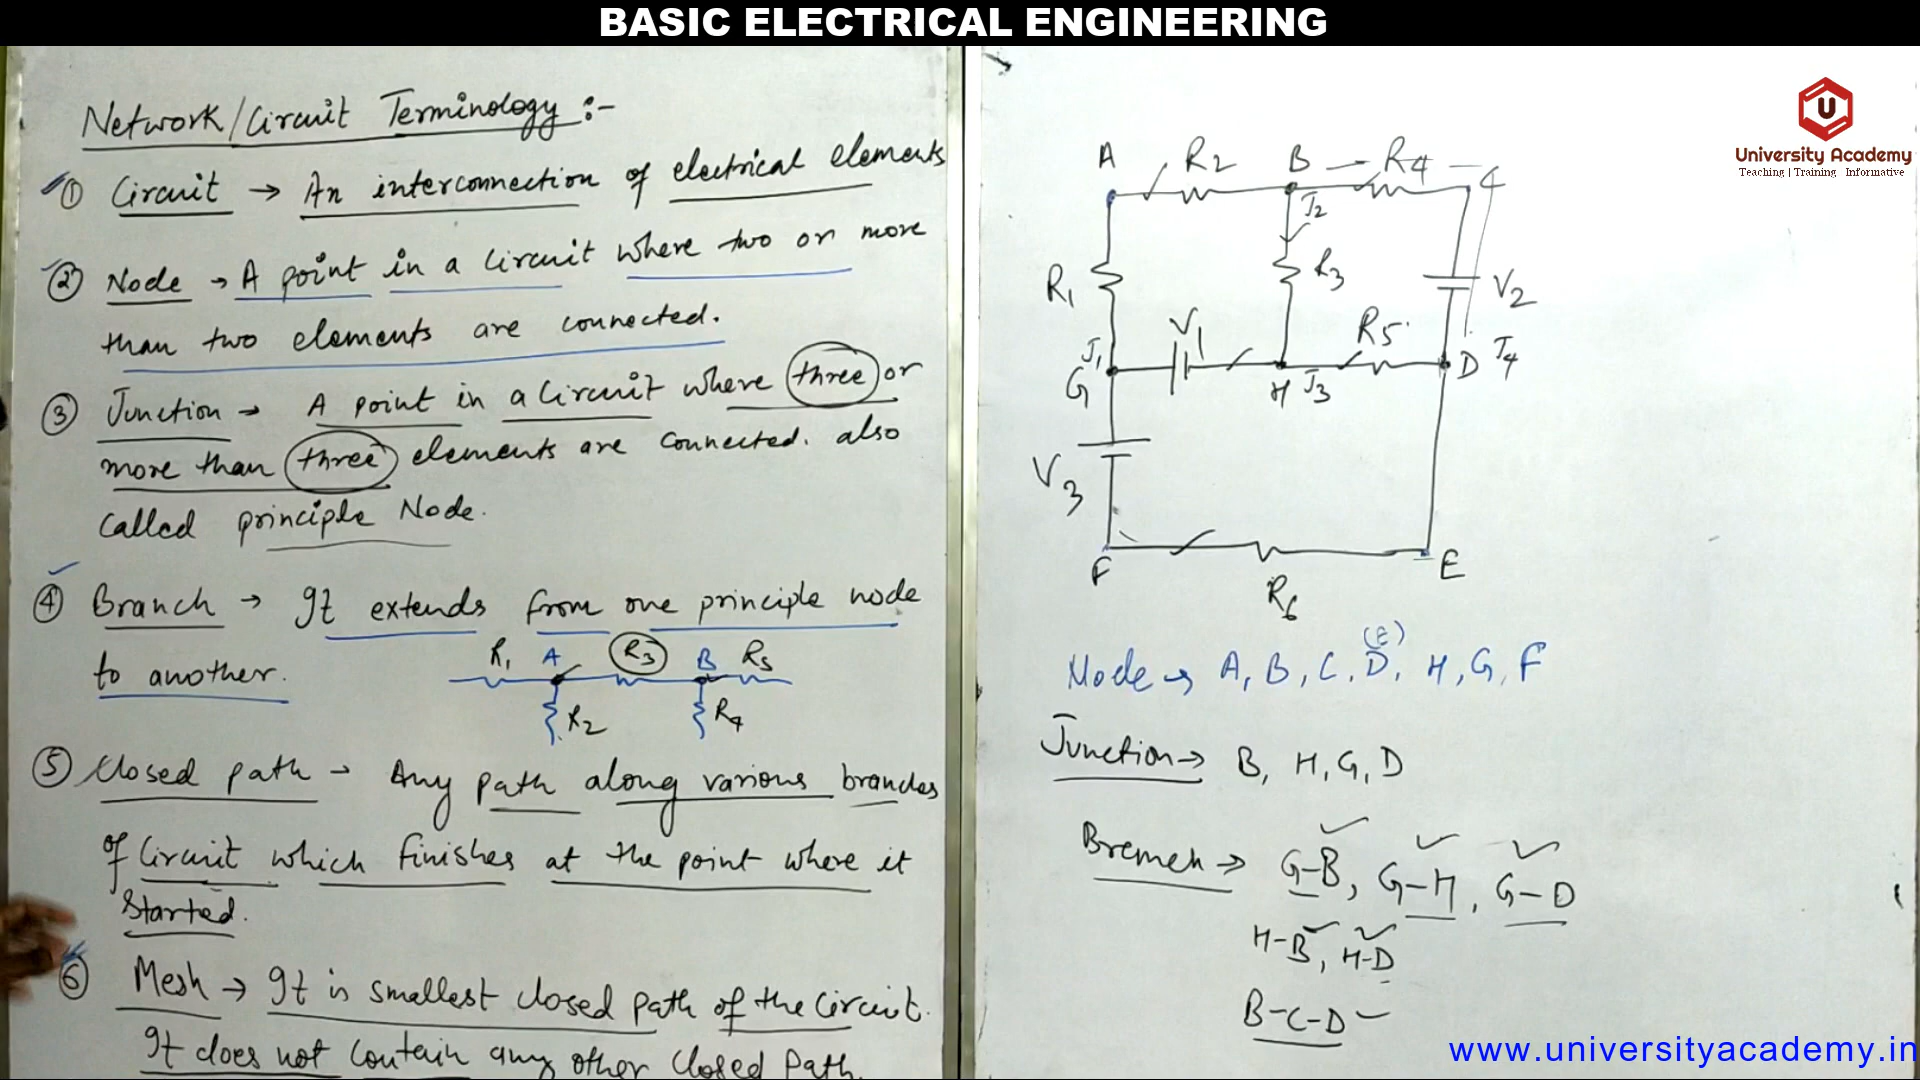 BASIC ELECTRICAL ENGINEERING
Network/Circuit Terminology :-
① Circuit → An interconnection of electrical elements
② Node → A point in a circuit where two or more
than two elements are connected.
③ Junction → A point in a circuit where three or
more than three elements are connected. also
called principle Node.
④ Branch → It extends from one principle node
to another.
R1 A R3 B R5
R2 R4
⑤ Closed path → Any path along various branches
of circuit which finishes at the point where it
started.
⑥ Mesh → It is smallest closed path of the circuit.
It does not contain any other closed path.
U
University Academy
Teaching | Training Informative
A R2 B R4 C
J2
R1 R3 V2
V1 R5
J1 G H J3 D J4
V3
F E
R6
(E)
Node → A, B, C, D, H, G, F
Junction → B, H, G, D
G-B, G-H, G-D
H-B, H-D
B-C-D
www.universityacademy.in